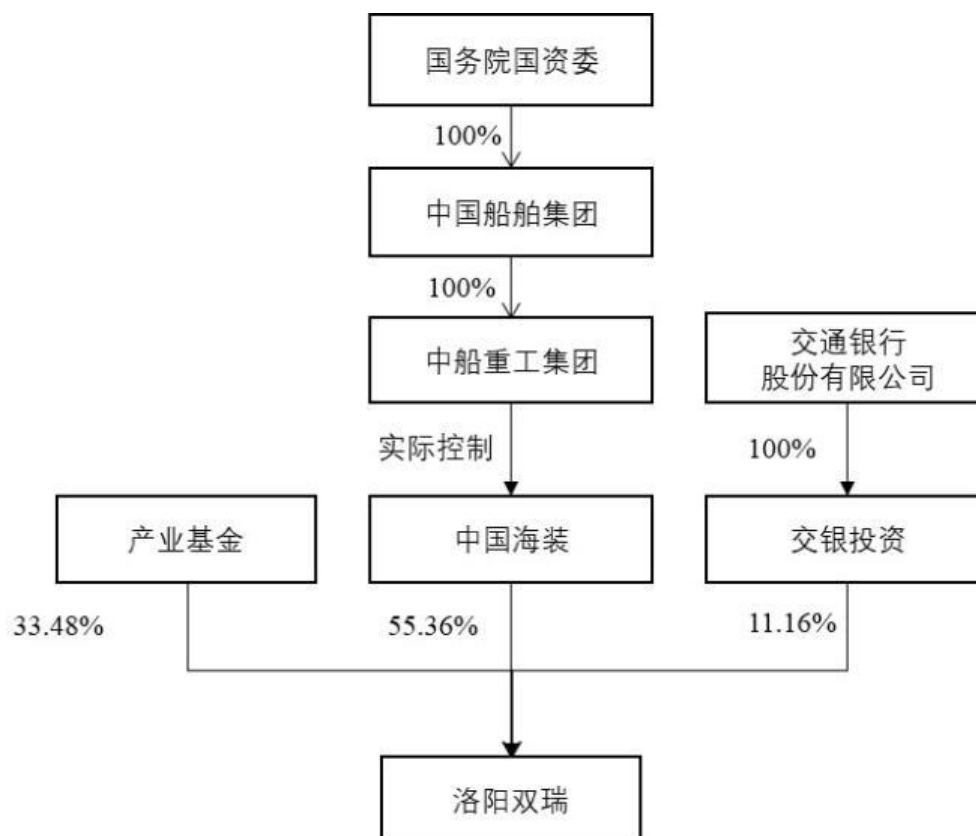 国务院国资委
100%
中国船舶集团
100%
中船重工集团
交通银行
股份有限公司
实际控制
100%
产业基金
中国海装
交银投资
33.48%
55.36%
11.16%
洛阳双瑞